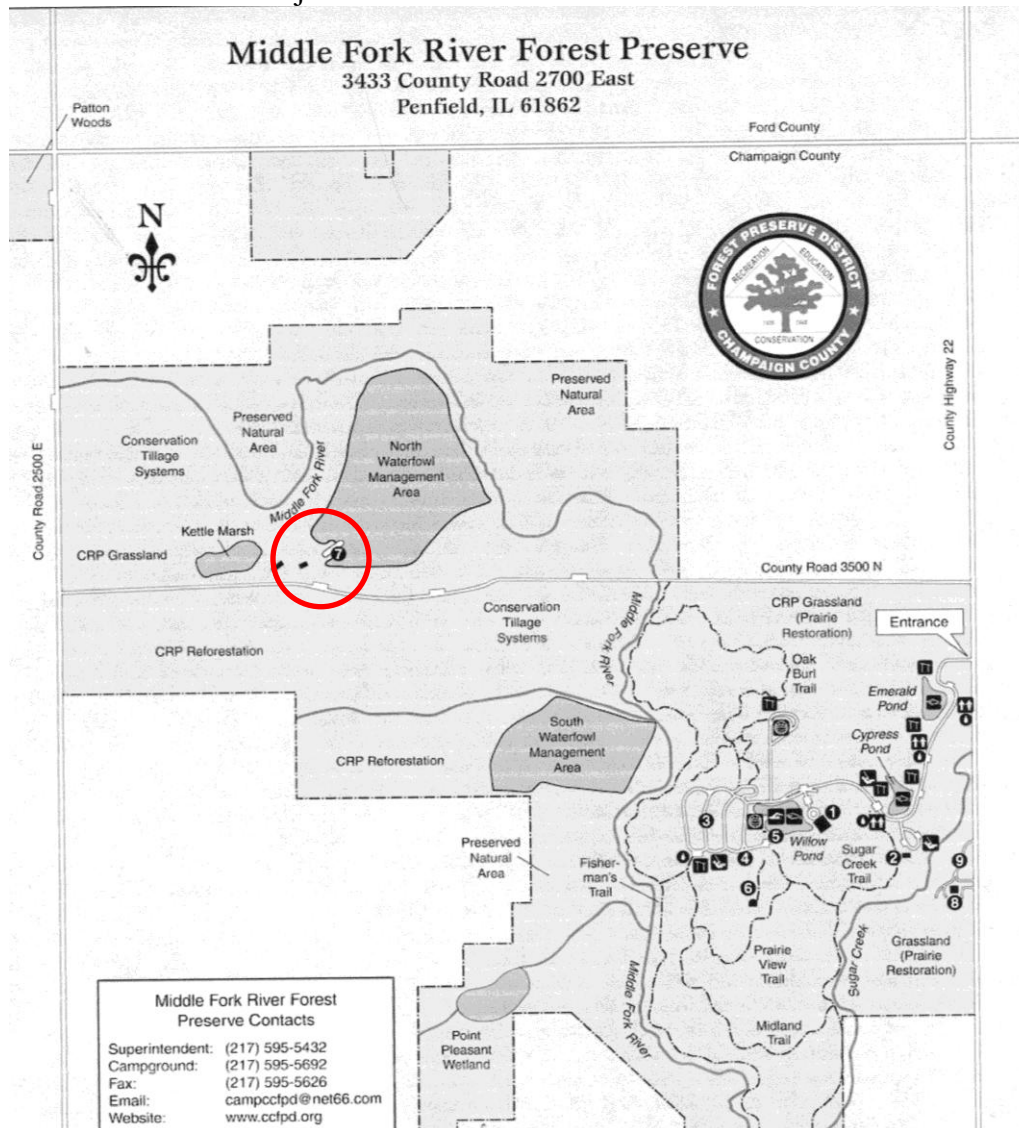 Middle Fork River Forest Preserve
3433 County Road 2700 East
Penfield, IL 61862
Patton
Woods
Ford County
Champaign County
N
FOREST PRESERVE DISTRICT
RECREATION
EDUCATION
CONSERVATION
CHAMPAIGN COUNTY
County Highway 22
County Road 2500 E
Preserved
Natural
Area
Preserved
Natural
Area
Conservation
Tillage
Systems
North
Waterfowl
Management
Area
Middle Fork River
Kettle Marsh
CRP Grassland
7
County Road 3500 N
Conservation
Tillage
Systems
Middle Fork River
CRP Grassland
(Prairie
Restoration)
Entrance
CRP Reforestation
Oak
Burl
Trail
Emerald
Pond
Cypress
Pond
South
Waterfowl
Management
Area
CRP Reforestation
3
1
5
Willow
Pond
4
2
Sugar
Creek
Trail
9
8
6
Preserved
Natural
Area
Fisher-
man's
Trail
Prairie
View
Trail
Sugar Creek
Grassland
(Prairie
Restoration)
Middle Fork River
Midland
Trail
Point
Pleasant
Wetland
Middle Fork River Forest
Preserve Contacts
Superintendent: (217) 595-5432
Campground: (217) 595-5692
Fax: (217) 595-5626
Email: campccfpd@net66.com
Website: www.ccfpd.org